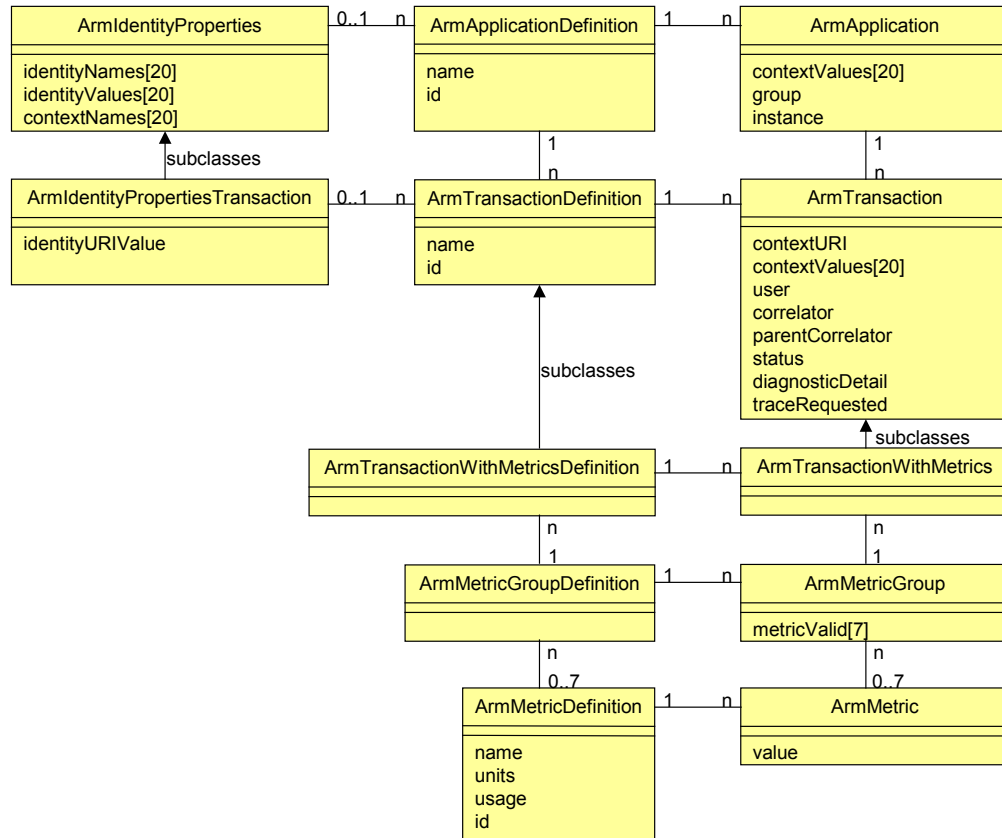 ArmIdentityProperties
0..1
n
ArmApplicationDefinition
1
n
ArmApplication
identityNames[20]
identityValues[20]
contextNames[20]
name
id
contextValues[20]
group
instance
subclasses
1
n
1
n
ArmIdentityPropertiesTransaction
0..1
n
ArmTransactionDefinition
1
n
ArmTransaction
identityURIValue
name
id
contextURI
contextValues[20]
user
correlator
parentCorrelator
status
diagnosticDetail
traceRequested
subclasses
subclasses
ArmTransactionWithMetricsDefinition
1
n
ArmTransactionWithMetrics
n
1
n
1
ArmMetricGroupDefinition
1
n
ArmMetricGroup
metricValid[7]
n
0..7
n
0..7
ArmMetricDefinition
1
n
ArmMetric
name
units
usage
id
value